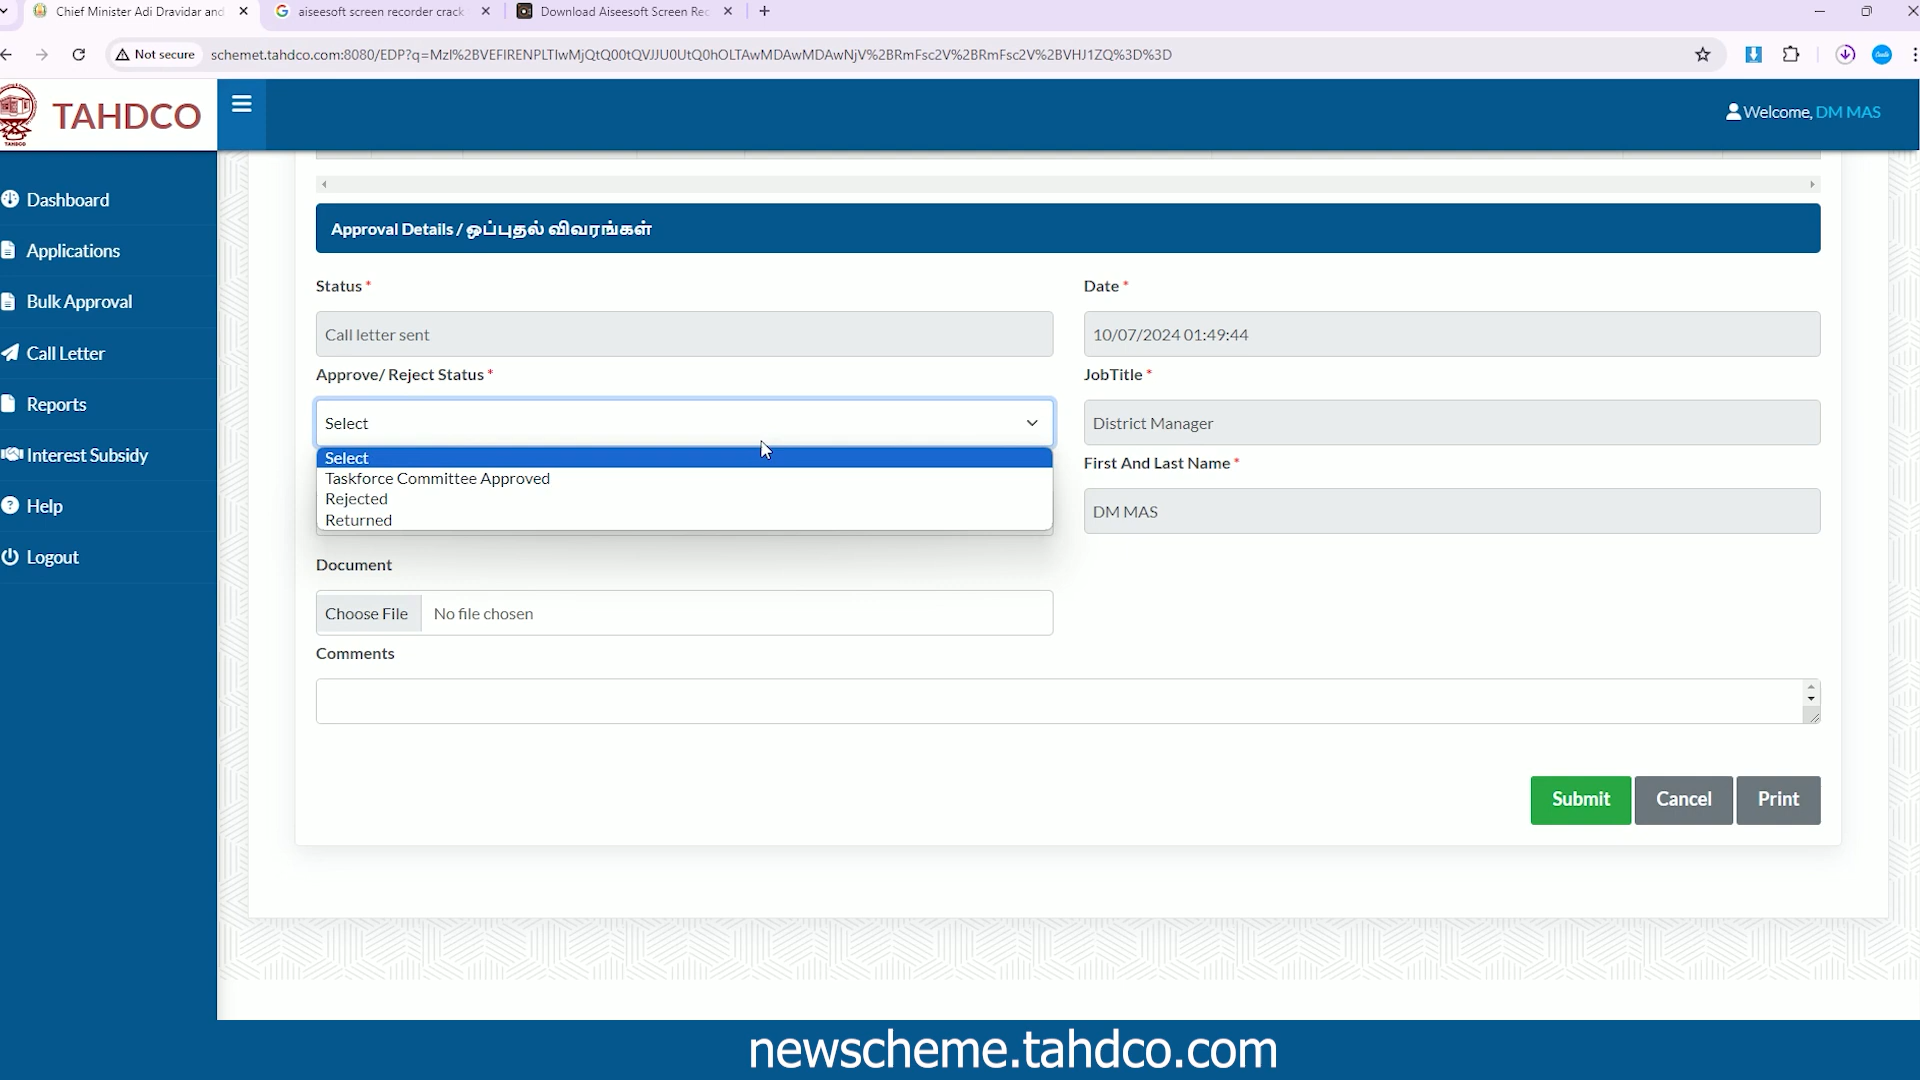 Chief Minister Adi Dravidar and
aiseesoft screen recorder crack
Download Aiseesoft Screen Rec
Not secure
schemet.tahdco.com:8080/EDP?q=MzI%2BVEFIRENPLTIwMjQtQ00tQVJJU0UtQ0hOLTAwMDAwMDAwNjV%2BRmFsc2V%2BRmFsc2V%2BVHJ1ZQ%3D%3D
TAHDCO
TAHDCO
Welcome, DM MAS
Dashboard
Applications
Bulk Approval
Call Letter
Reports
Interest Subsidy
Help
Logout
Approval Details / ஒப்புதல் விவரங்கள்
Status *
Date *
Call letter sent
10/07/2024 01:49:44
Approve/ Reject Status *
JobTitle *
Select
District Manager
Select
Taskforce Committee Approved
Rejected
Returned
First And Last Name *
DM MAS
Document
Choose File
No file chosen
Comments
Submit
Cancel
Print
newscheme.tahdco.com